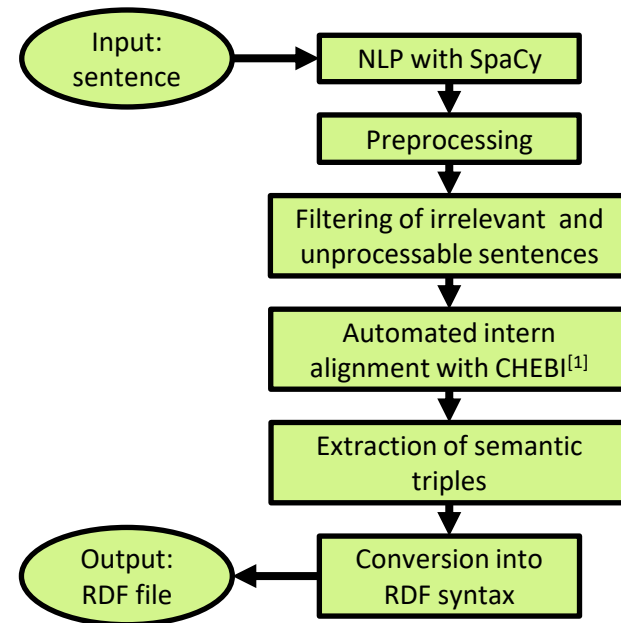 Input:
sentence
NLP with SpaCy
Preprocessing
Filtering of irrelevant and
unprocessable sentences
Automated intern
alignment with CHEBI[1]
Extraction of semantic
triples
Conversion into
RDF syntax
Output:
RDF file